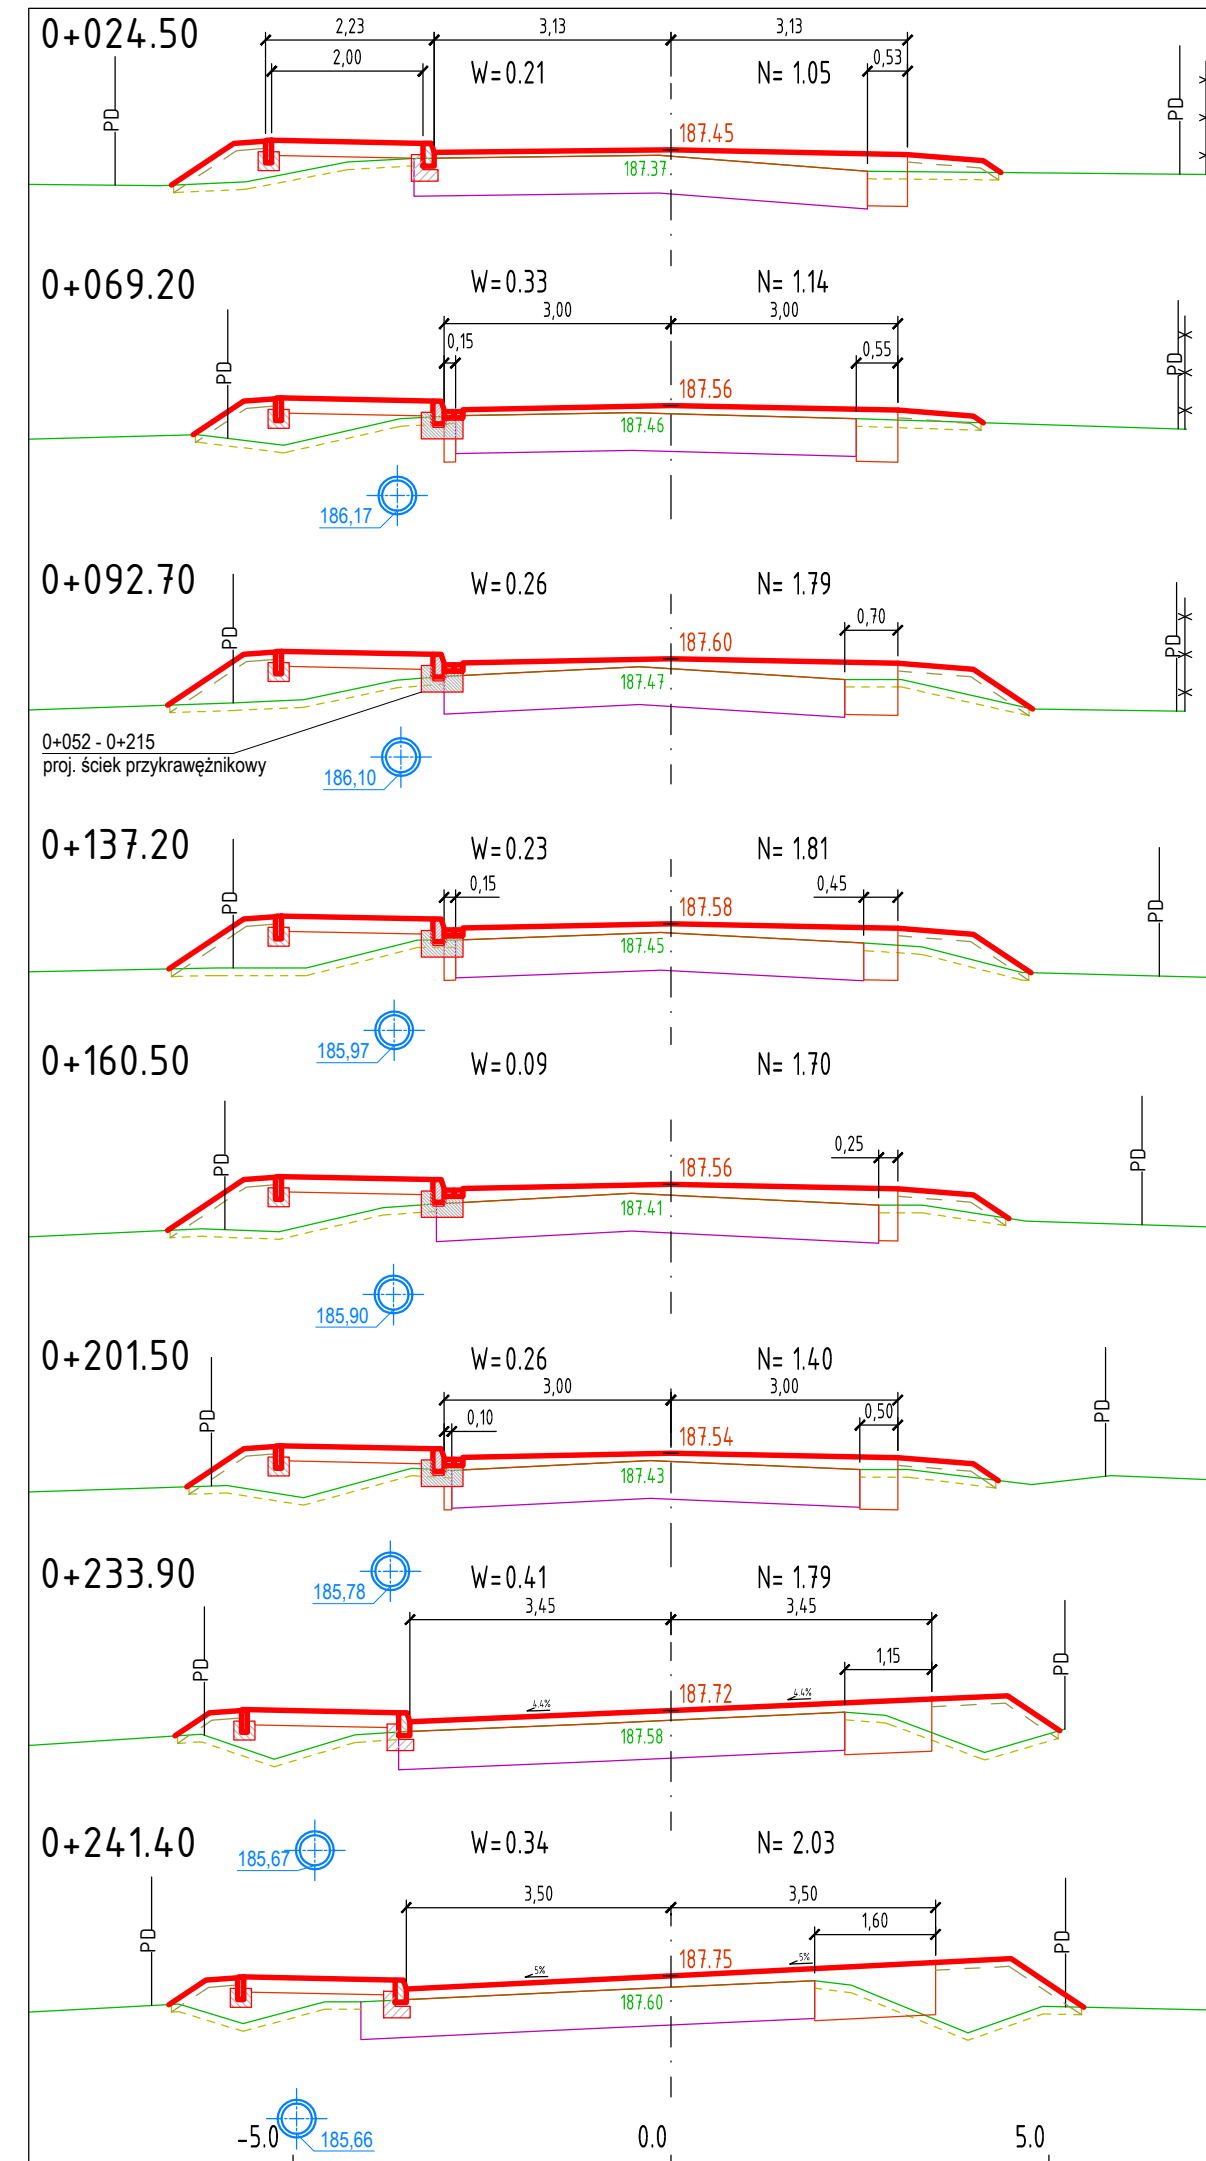 0+024.50
2,23 3,13 3,13
2,00 W=0.21 N= 1.05 0,53
PD PD
187.45
187.37
0+069.20
W=0.33 N= 1.14
3,00 3,00
0,15 0,55
PD PD
187.56
187.46
186,17
0+092.70
W=0.26 N= 1.79
0,70
PD PD
187.60
187.47
0+052 - 0+215
proj. ściek przykrawężnikowy
186,10
0+137.20
W=0.23 N= 1.81
0,15 0,45
PD PD
187.58
187.45
185,97
0+160.50
W=0.09 N= 1.70
0,25
PD PD
187.56
187.41
185,90
0+201.50
W=0.26 N= 1.40
3,00 3,00
0,10 0,50
PD PD
187.54
187.43
0+233.90
185,78
W=0.41 N= 1.79
3,45 3,45
1,15
PD PD
187.72
4.4% 4.4%
187.58
0+241.40
185,67
W=0.34 N= 2.03
3,50 3,50
1,60
PD PD
187.75
5% 5%
187.60
-5.0 0.0 5.0
185,66